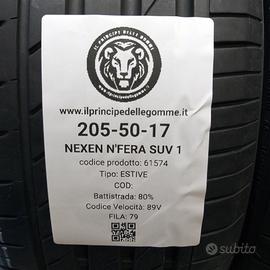 IL PRINCIPE DELLE GOMME
www.ilprincipedellegomme.it
205-50-17
NEXEN N'FERA SUV 1
codice prodotto: 61574
Tipo: ESTIVE
COD:
Battistrada: 80%
Codice Velocità: 89V
FILA: 79
subito